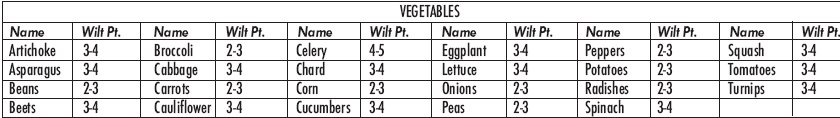 VEGETABLES
Name Wilt Pt. Name Wilt Pt. Name Wilt Pt. Name Wilt Pt. Name Wilt Pt. Name Wilt Pt.
Artichoke 3-4 Broccoli 2-3 Celery 4-5 Eggplant 3-4 Peppers 2-3 Squash 3-4
Asparagus 3-4 Cabbage 3-4 Chard 3-4 Lettuce 3-4 Potatoes 2-3 Tomatoes 3-4
Beans 2-3 Carrots 2-3 Corn 2-3 Onions 2-3 Radishes 2-3 Turnips 3-4
Beets 3-4 Cauliflower 3-4 Cucumbers 3-4 Peas 2-3 Spinach 3-4